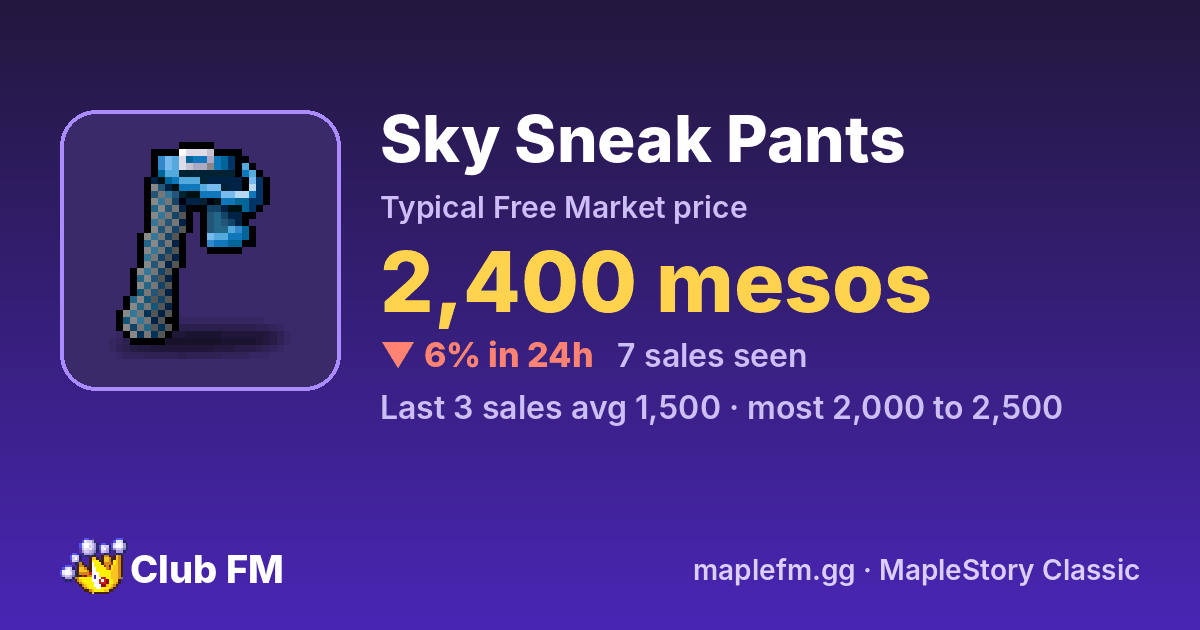 Sky Sneak Pants
Typical Free Market price
2,400 mesos
▼ 6% in 24h 7 sales seen
Last 3 sales avg 1,500 · most 2,000 to 2,500
Club FM
maplefm.gg · MapleStory Classic